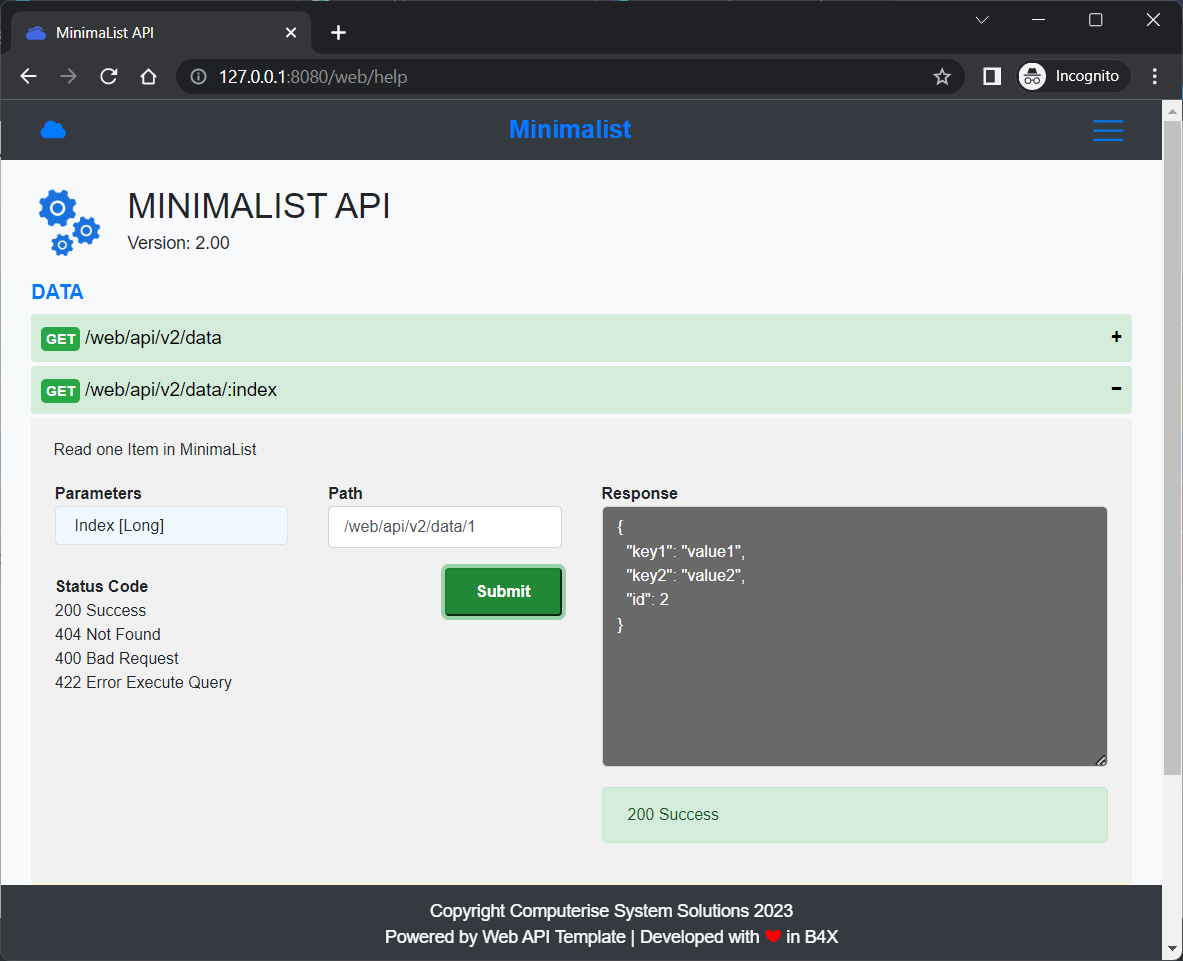 MinimaList API
127.0.0.1:8080/web/help
Incognito
Minimalist
MINIMALIST API
Version: 2.00
DATA
GET /web/api/v2/data +
GET /web/api/v2/data/:index −
Read one Item in MinimaList
Parameters
Index [Long]
Path
/web/api/v2/data/1
Submit
Status Code
200 Success
404 Not Found
400 Bad Request
422 Error Execute Query
Response
{
"key1": "value1",
"key2": "value2",
"id": 2
}
200 Success
Copyright Computerise System Solutions 2023
Powered by Web API Template | Developed with ❤ in B4X